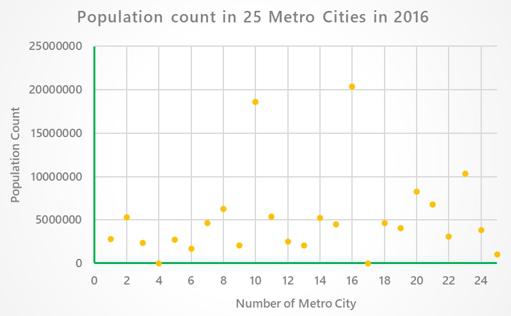 Population count in 25 Metro Cities in 2016
25000000
20000000
15000000
10000000
5000000
0
Population Count
0 2 4 6 8 10 12 14 16 18 20 22 24
Number of Metro City